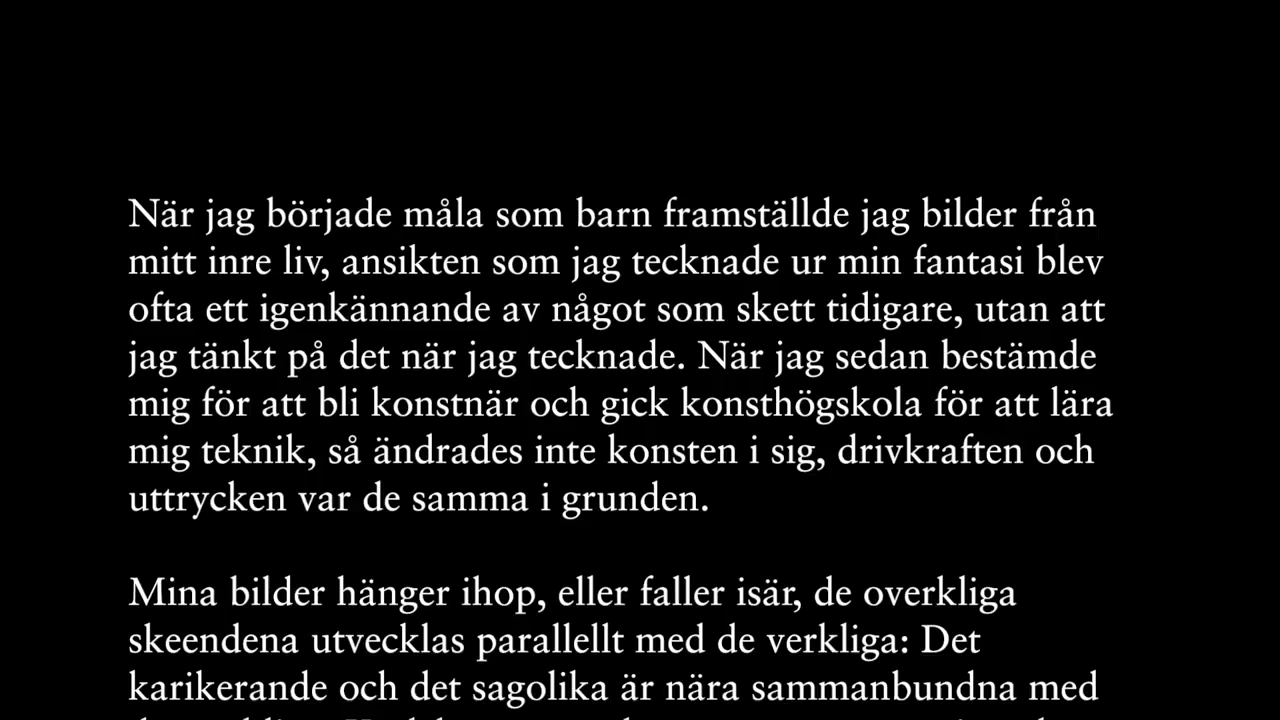 När jag började måla som barn framställde jag bilder från
mitt inre liv, ansikten som jag tecknade ur min fantasi blev
ofta ett igenkännande av något som skett tidigare, utan att
jag tänkt på det när jag tecknade. När jag sedan bestämde
mig för att bli konstnär och gick konsthögskola för att lära
mig teknik, så ändrades inte konsten i sig, drivkraften och
uttrycken var de samma i grunden.
Mina bilder hänger ihop, eller faller isär, de overkliga
skeendena utvecklas parallellt med de verkliga: Det
karikerande och det sagolika är nära sammanbundna med